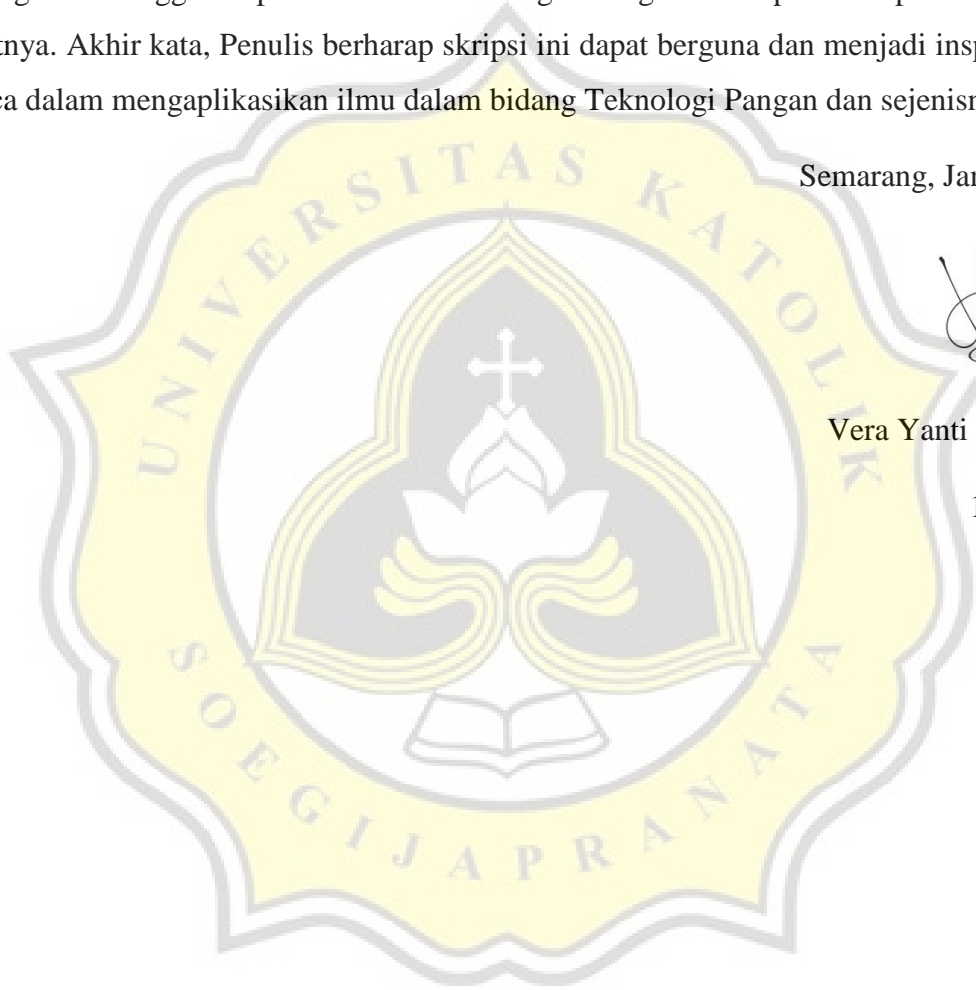 tnya. Akhir kata, Penulis berharap skripsi ini dapat berguna dan menjadi insp
ca dalam mengaplikasikan ilmu dalam bidang Teknologi Pangan dan sejenisn
Semarang, Jan
UNIVERSITAS KATOLIK
Vera Yanti
1
SOEGIJAPRANATA